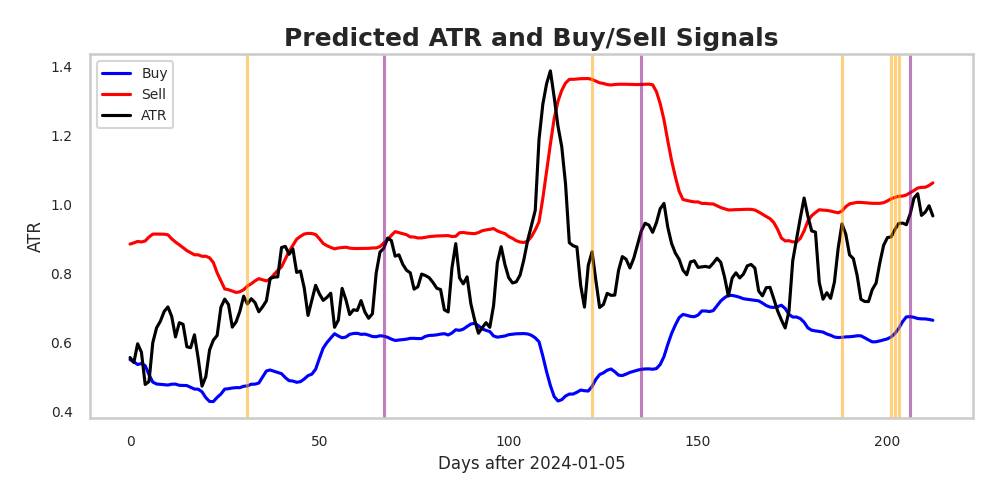 Predicted ATR and Buy/Sell Signals
Buy
Sell
ATR
ATR
1.4
1.2
1.0
0.8
0.6
0.4
0
50
100
150
200
Days after 2024-01-05